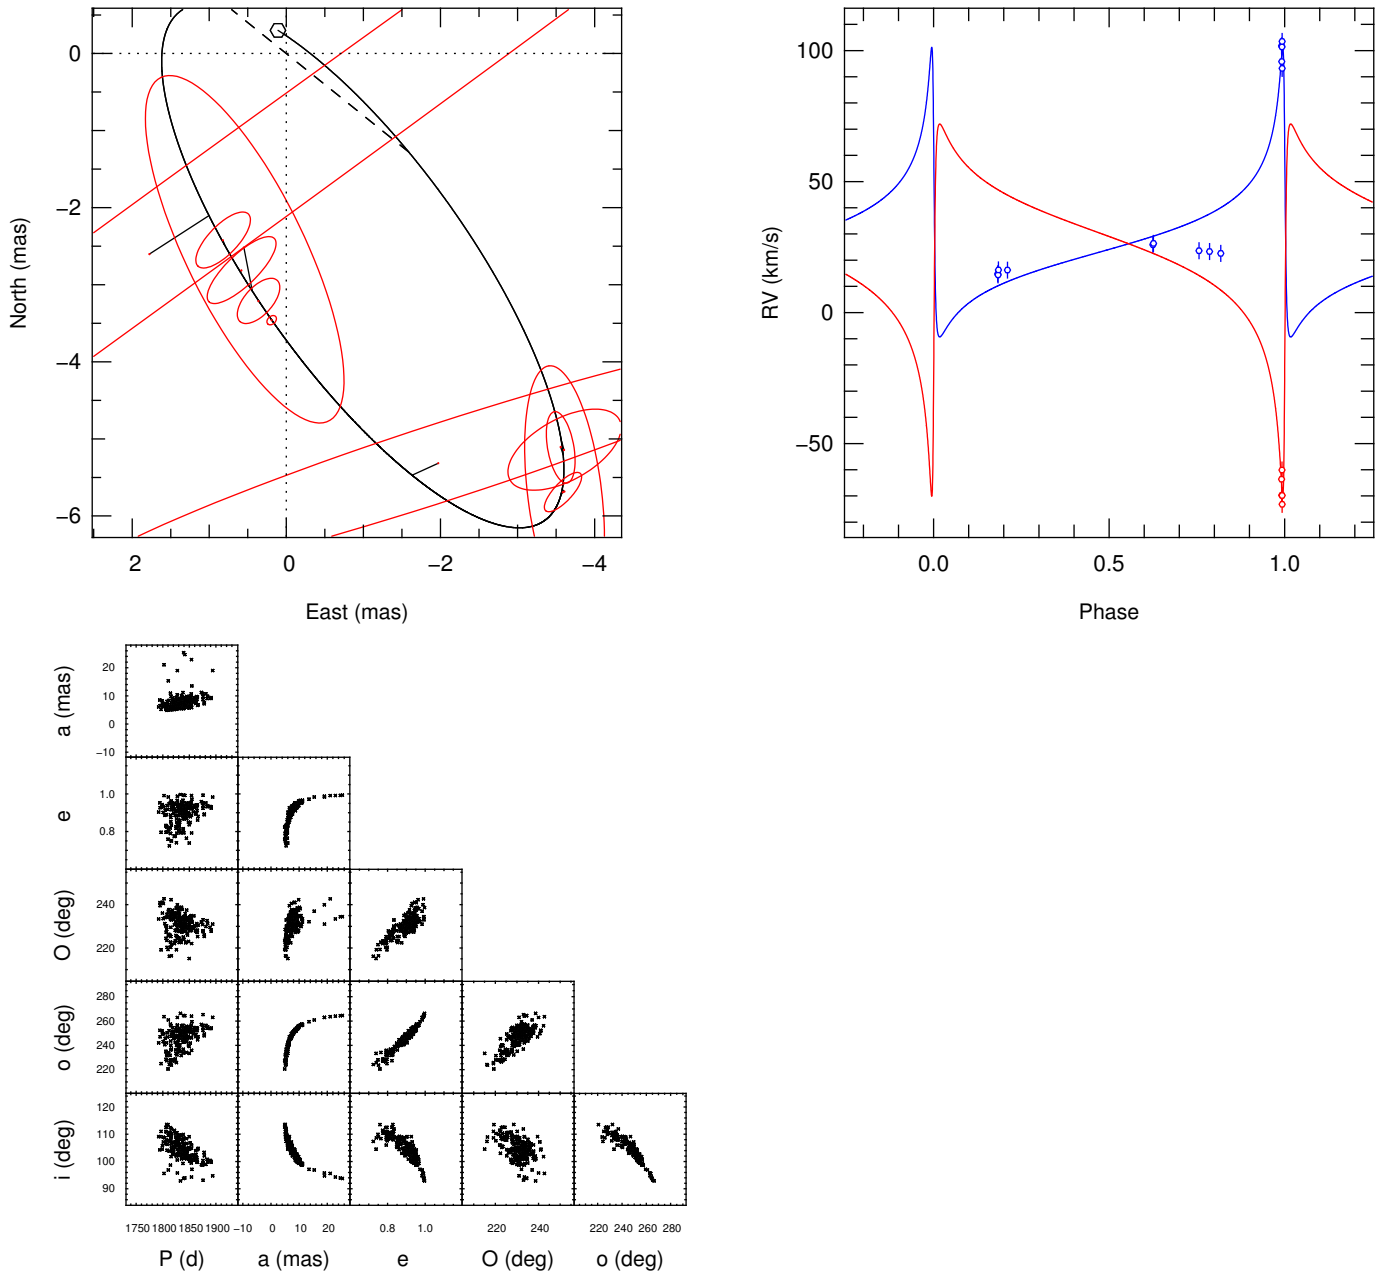 0
−2
−4
−6
North (mas)
2 0 −2 −4
East (mas)
100
50
0
−50
RV (km/s)
0.0 0.5 1.0
Phase
20
10
0
−10
a (mas)
1.0
0.8
e
240
220
O (deg)
280
260
240
220
o (deg)
120
110
100
90
i (deg)
1750 1800 1850 1900 −10 0 10 20 0.8 1.0 220 240 220 240 260 280
P (d) a (mas) e O (deg) o (deg)